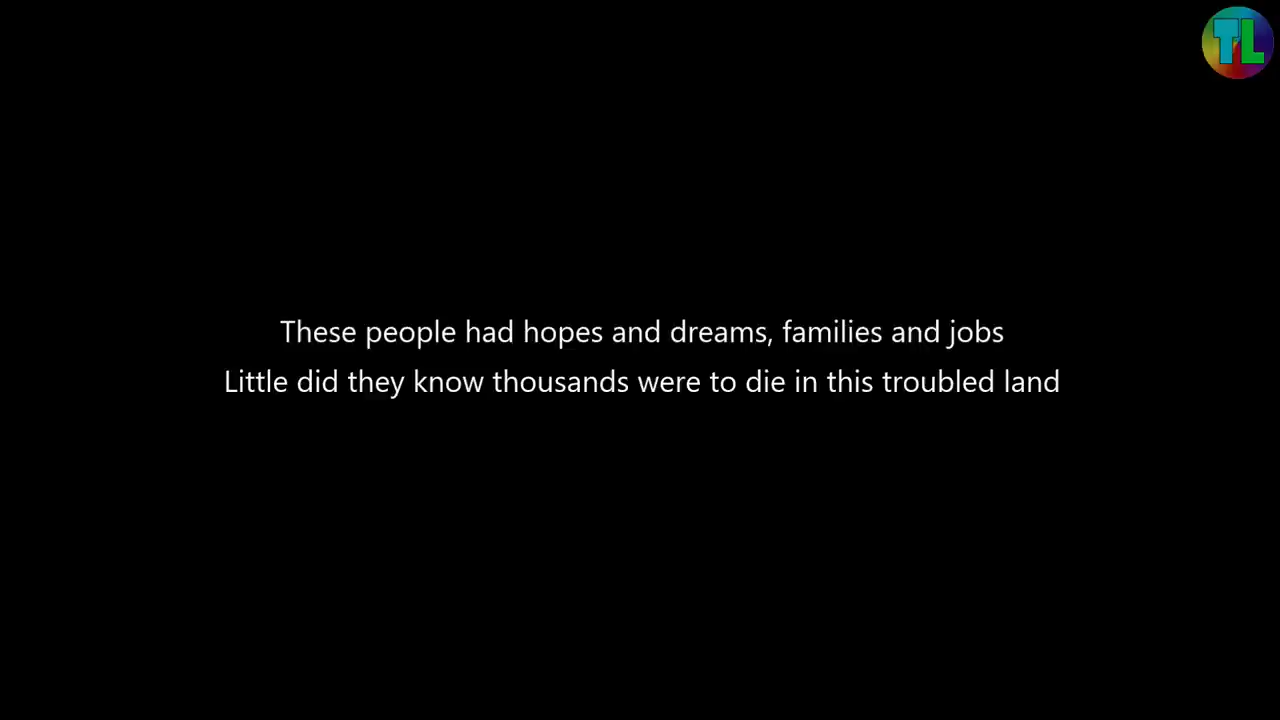 TL
These people had hopes and dreams, families and jobs
Little did they know thousands were to die in this troubled land